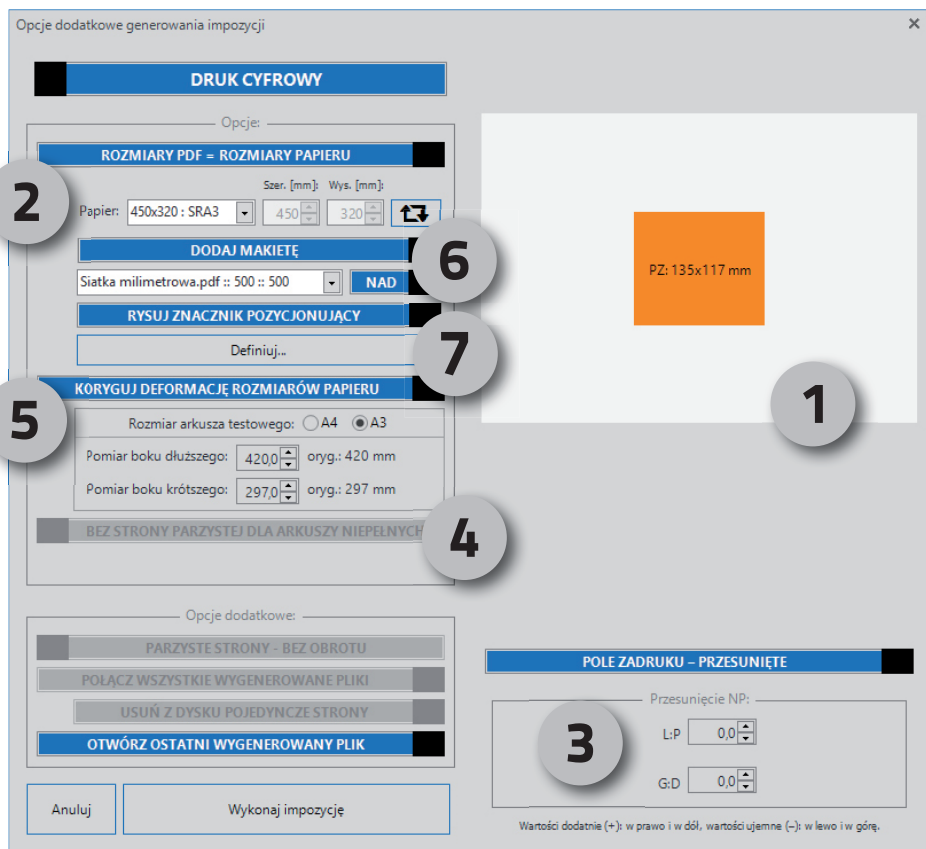 Opcje dodatkowe generowania impozycji
DRUK CYFROWY
Opcje:
ROZMIARY PDF = ROZMIARY PAPIERU
2
Szer. [mm]: Wys. [mm]:
Papier: 450x320 : SRA3 450 320
DODAJ MAKIETĘ
6
Siatka milimetrowa.pdf :: 500 :: 500 NAD
RYSUJ ZNACZNIK POZYCJONUJĄCY
7
Definiuj...
KORYGUJ DEFORMACJĘ ROZMIARÓW PAPIERU
5
Rozmiar arkusza testowego: A4 A3
Pomiar boku dłuższego: 420,0 oryg.: 420 mm
Pomiar boku krótszego: 297,0 oryg.: 297 mm
BEZ STRONY PARZYSTEJ DLA ARKUSZY NIEPEŁNYCH
4
Opcje dodatkowe:
PARZYSTE STRONY - BEZ OBROTU
POŁĄCZ WSZYSTKIE WYGENEROWANE PLIKI
USUŃ Z DYSKU POJEDYNCZE STRONY
OTWÓRZ OSTATNI WYGENEROWANY PLIK
Anuluj
Wykonaj impozycję
PZ: 135x117 mm
1
POLE ZADRUKU – PRZESUNIĘTE
Przesunięcie NP:
3
L:P 0,0
G:D 0,0
Wartości dodatnie (+): w prawo i w dół, wartości ujemne (–): w lewo i w górę.